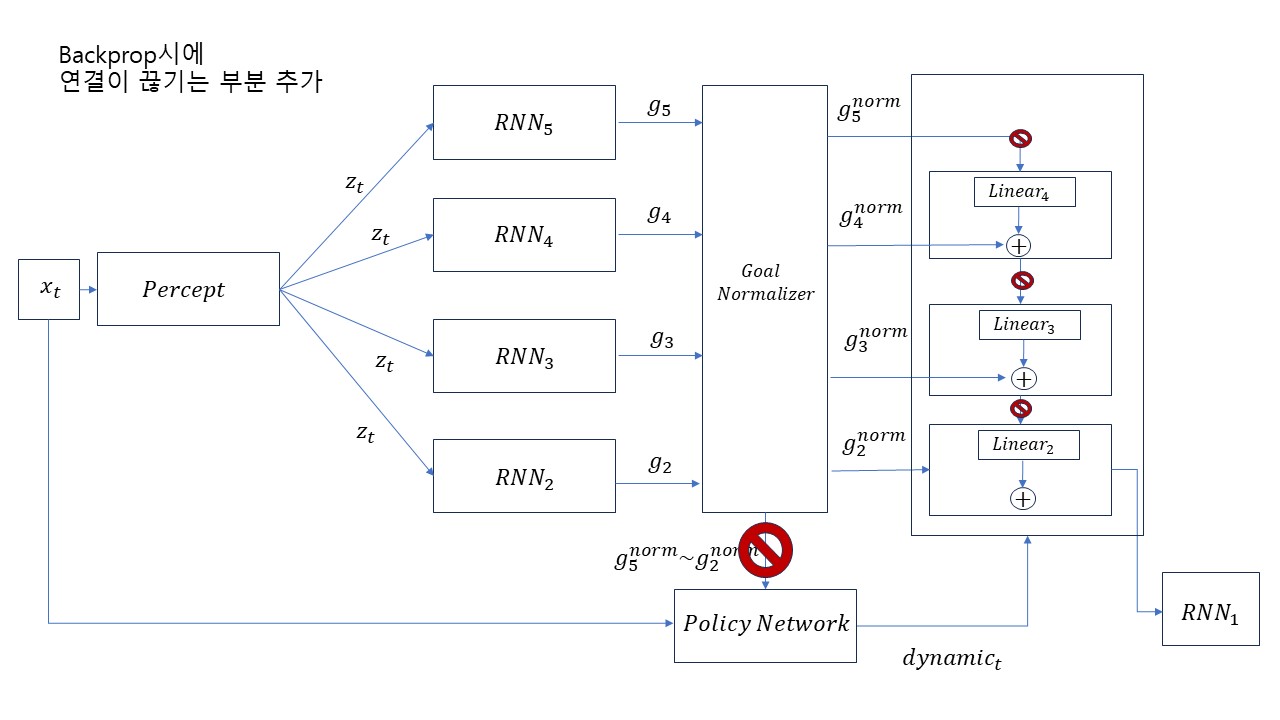 Backprop시에
연결이 끊기는 부분 추가
x_t
Percept
z_t
z_t
z_t
z_t
RNN_5
RNN_4
RNN_3
RNN_2
g_5
g_4
g_3
g_2
Goal
Normalizer
g_5^norm
g_4^norm
g_3^norm
g_2^norm
Linear_4
+
Linear_3
+
Linear_2
+
g_5^norm~g_2^norm
Policy Network
dynamic_t
RNN_1